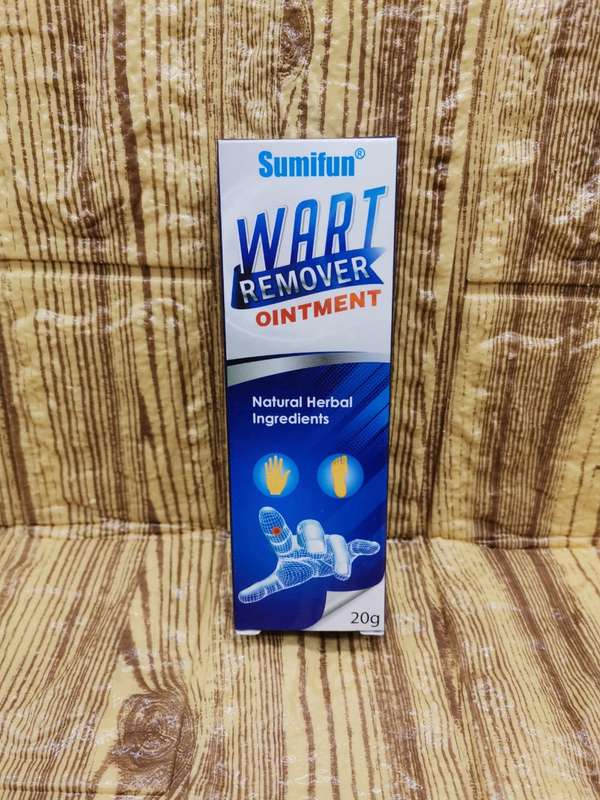 Sumifun®
WART
REMOVER
OINTMENT
Natural Herbal
Ingredients
20g